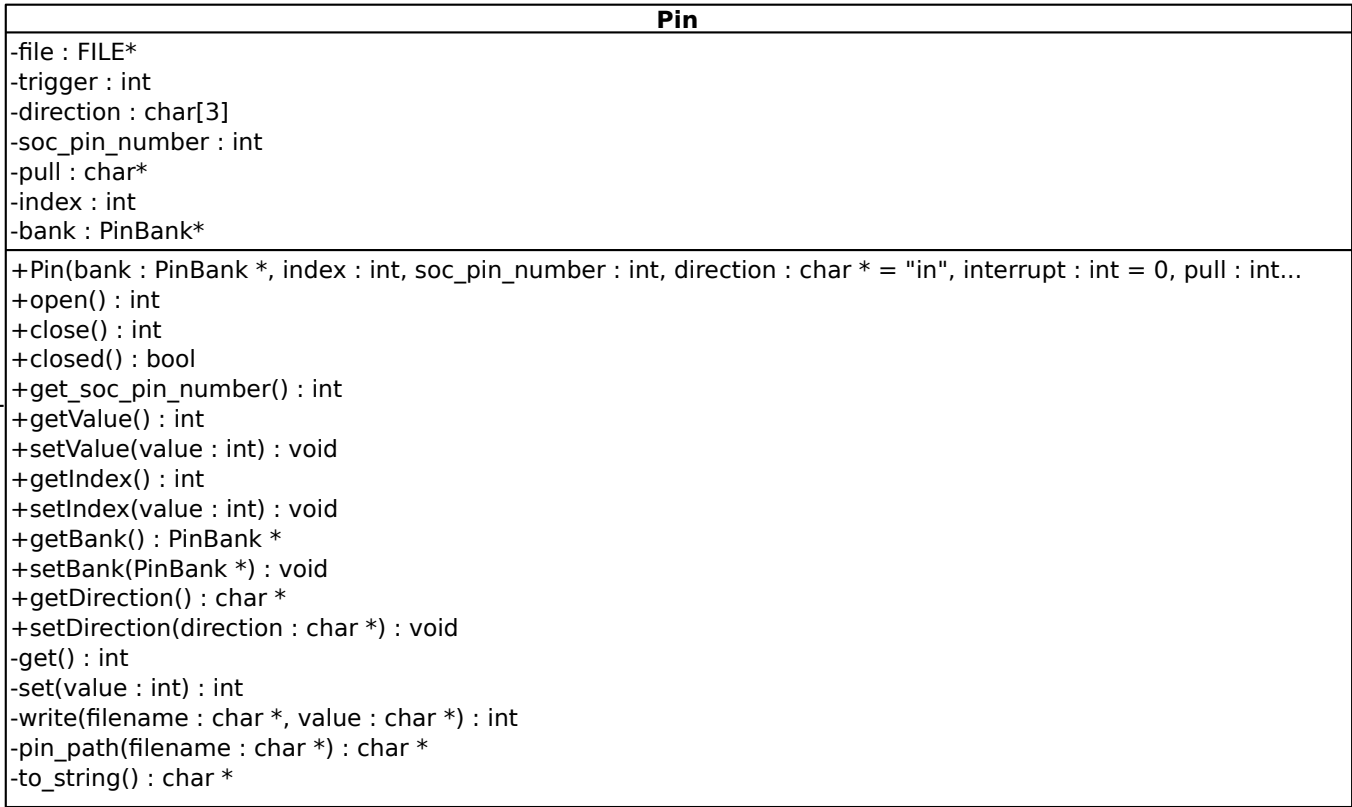 Pin
-file : FILE*
-trigger : int
-direction : char[3]
-soc_pin_number : int
-pull : char*
-index : int
-bank : PinBank*
+Pin(bank : PinBank *, index : int, soc_pin_number : int, direction : char * = "in", interrupt : int = 0, pull : int...
+open() : int
+close() : int
+closed() : bool
+get_soc_pin_number() : int
+getValue() : int
+setValue(value : int) : void
+getIndex() : int
+setIndex(value : int) : void
+getBank() : PinBank *
+setBank(PinBank *) : void
+getDirection() : char *
+setDirection(direction : char *) : void
-get() : int
-set(value : int) : int
-write(filename : char *, value : char *) : int
-pin_path(filename : char *) : char *
-to_string() : char *